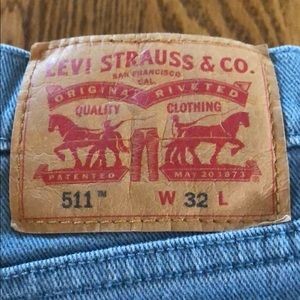 LEVI STRAUSS & CO.
SAN FRANCISCO
CAL.
ORIGINAL RIVETED
QUALITY CLOTHING
PATENTED MAY 20 1873
511™ W 32 L